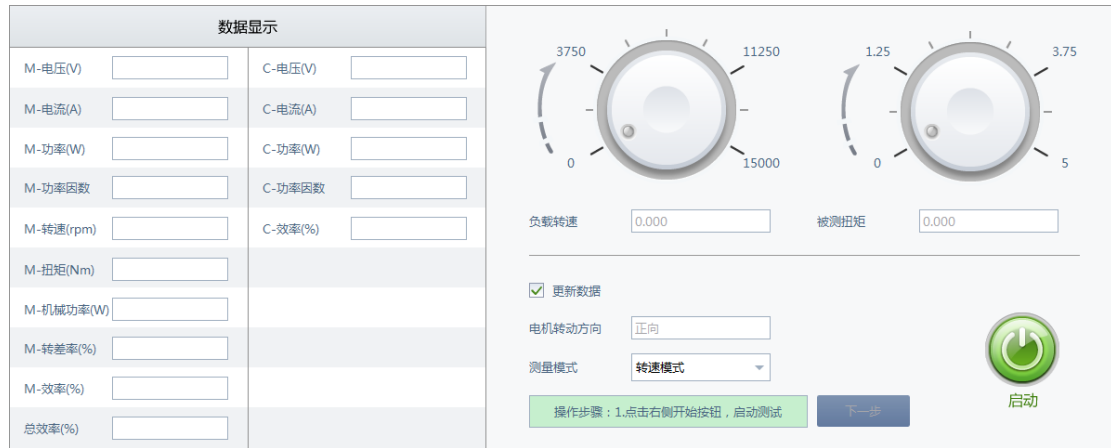 数据显示
M-电压(V) C-电压(V)
M-电流(A) C-电流(A)
M-功率(W) C-功率(W)
M-功率因数 C-功率因数
M-转速(rpm) C-效率(%)
M-扭矩(Nm)
M-机械功率(W)
M-转差率(%)
M-效率(%)
总效率(%)
3750 11250
0 15000
1.25 3.75
0 5
负载转速 0.000 被测扭矩 0.000
更新数据
电机转动方向 正向
测量模式 转速模式
启动
操作步骤：1.点击右侧开始按钮，启动测试 下一步